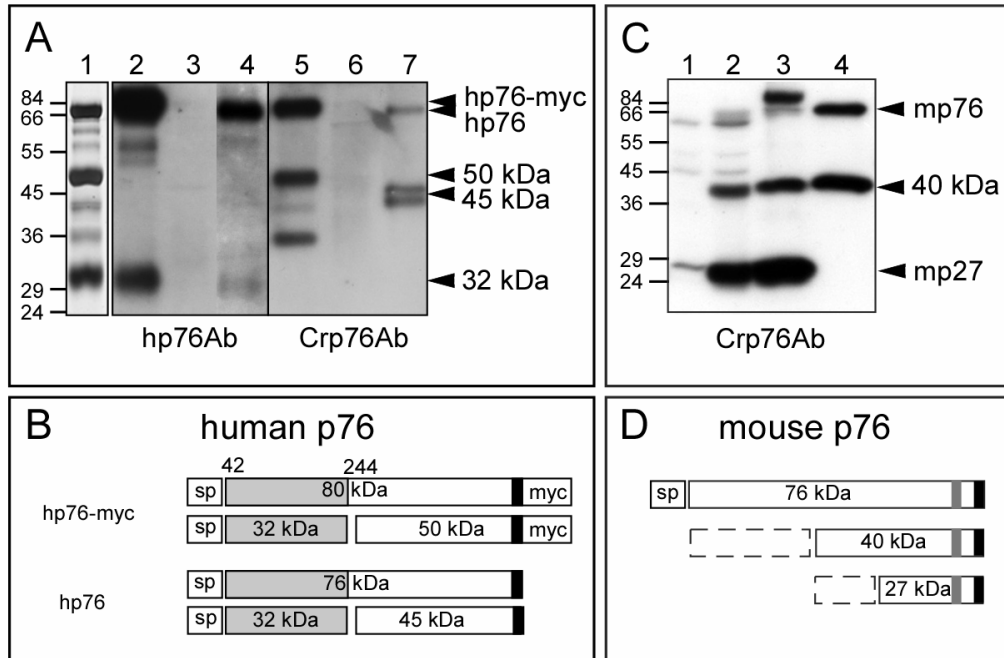 A
1 2 3 4 5 6 7
84
66
55
45
36
29
24
hp76-myc
hp76
50 kDa
45 kDa
32 kDa
hp76Ab Crp76Ab
C
1 2 3 4
84
66
55
45
36
29
24
mp76
40 kDa
mp27
Crp76Ab
B human p76
42 244
hp76-myc
sp 80 kDa myc
sp 32 kDa 50 kDa myc
hp76
sp 76 kDa
sp 32 kDa 45 kDa
D mouse p76
sp 76 kDa
40 kDa
27 kDa